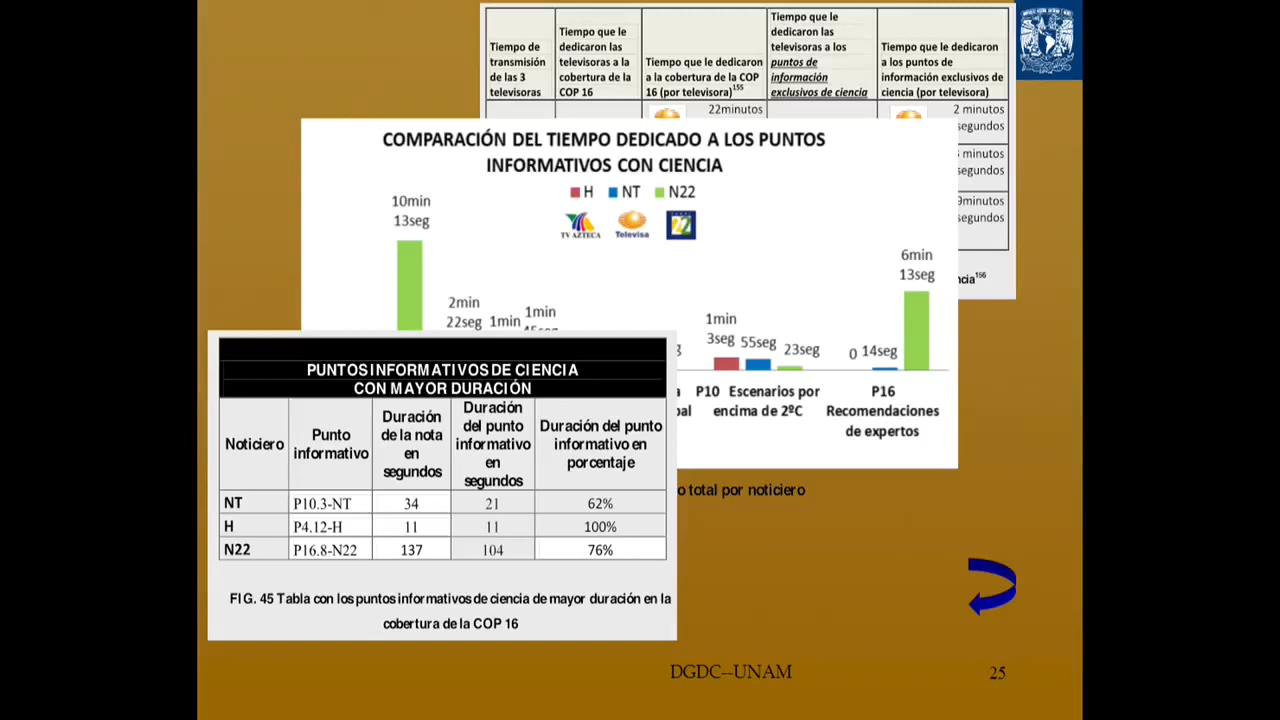 Tiempo de
transmisión
de las 3
televisoras
Tiempo que le
dedicaron las
televisoras a la
cobertura de la
COP 16
Tiempo que le dedicaron
a la cobertura de la COP
16 (por televisora)155
Tiempo que le
dedicaron las
televisoras a los
puntos de
información
exclusivos de ciencia
Tiempo que le dedicaron
a los puntos de
información exclusivos de
ciencia (por televisora)
22minutos
2 minutos
segundos
minutos
segundos
9minutos
segundos
ncia156
COMPARACIÓN DEL TIEMPO DEDICADO A LOS PUNTOS
INFORMATIVOS CON CIENCIA
H NT N22
TV AZTECA
Televisa
22
10min
13seg
2min
22seg
1min
1min
1min
3seg
55seg
23seg
0
14seg
6min
13seg
P10 Escenarios por
encima de 2ºC
P16
Recomendaciones
de expertos
o total por noticiero
PUNTOS INFORMATIVOS DE CIENCIA
CON MAYOR DURACIÓN
Noticiero
Punto
informativo
Duración
de la nota
en
segundos
Duración
del punto
informativo
en
segundos
Duración del punto
informativo en
porcentaje
NT P10.3-NT 34 21 62%
H P4.12-H 11 11 100%
N22 P16.8-N22 137 104 76%
FIG. 45 Tabla con los puntos informativos de ciencia de mayor duración en la
cobertura de la COP 16
DGDC--UNAM
25